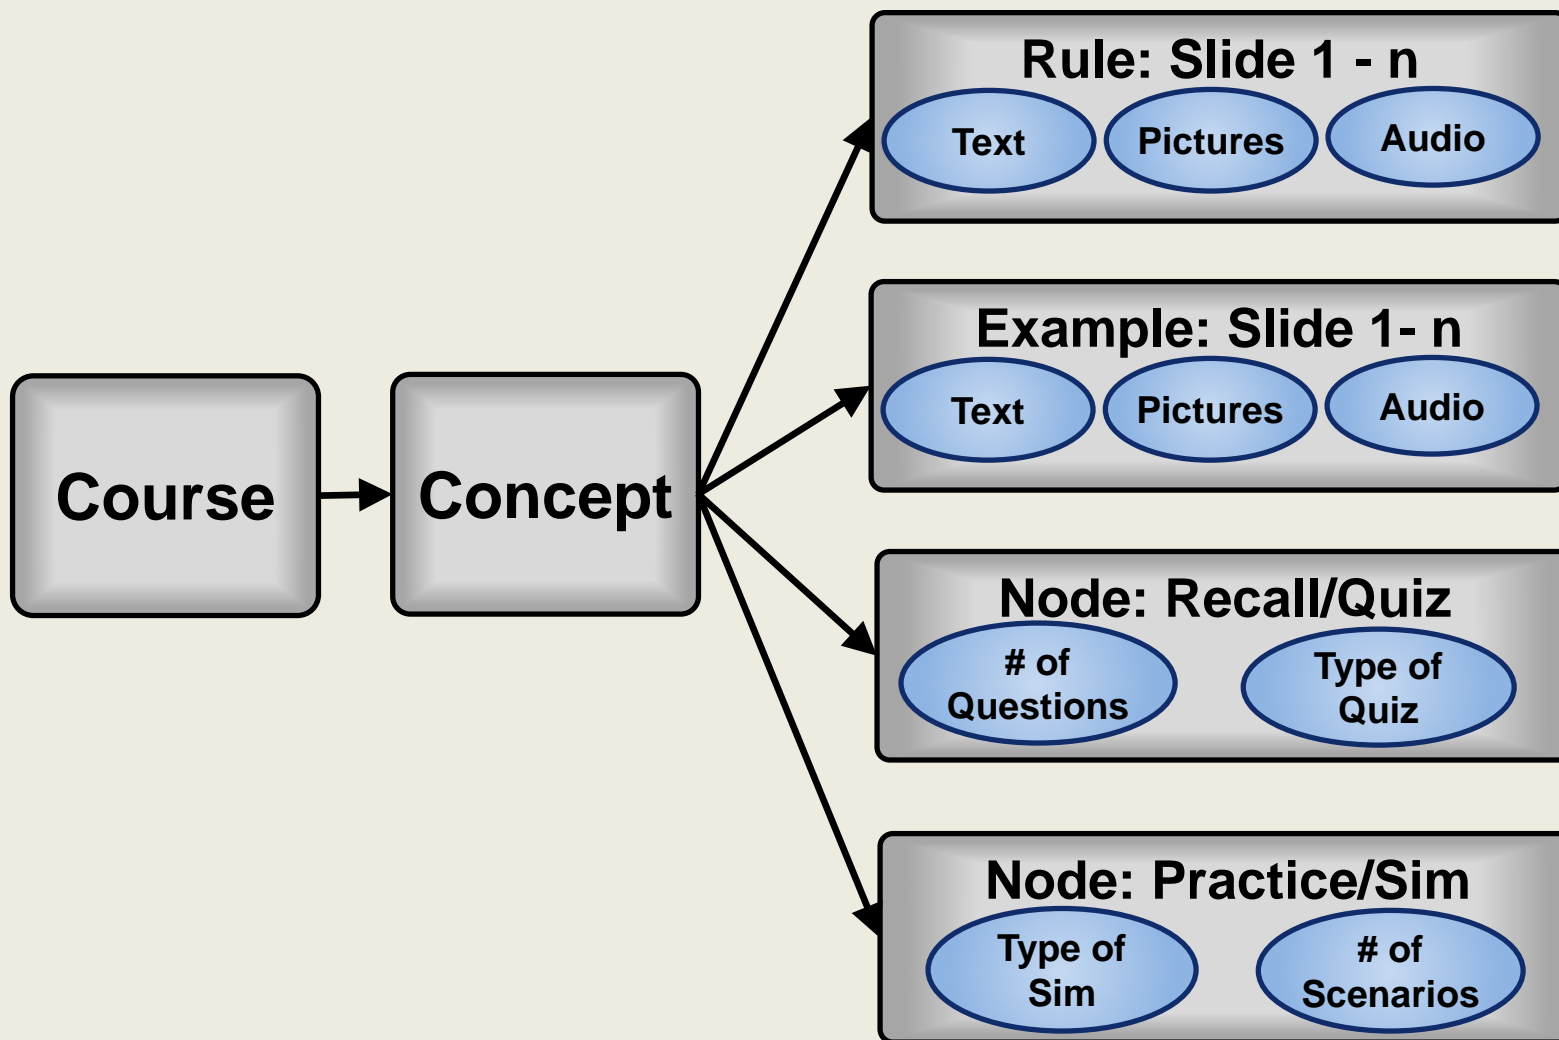 Course
Concept
Rule: Slide 1 - n
Text
Pictures
Audio
Example: Slide 1- n
Text
Pictures
Audio
Node: Recall/Quiz
# of
Questions
Type of
Quiz
Node: Practice/Sim
Type of
Sim
# of
Scenarios